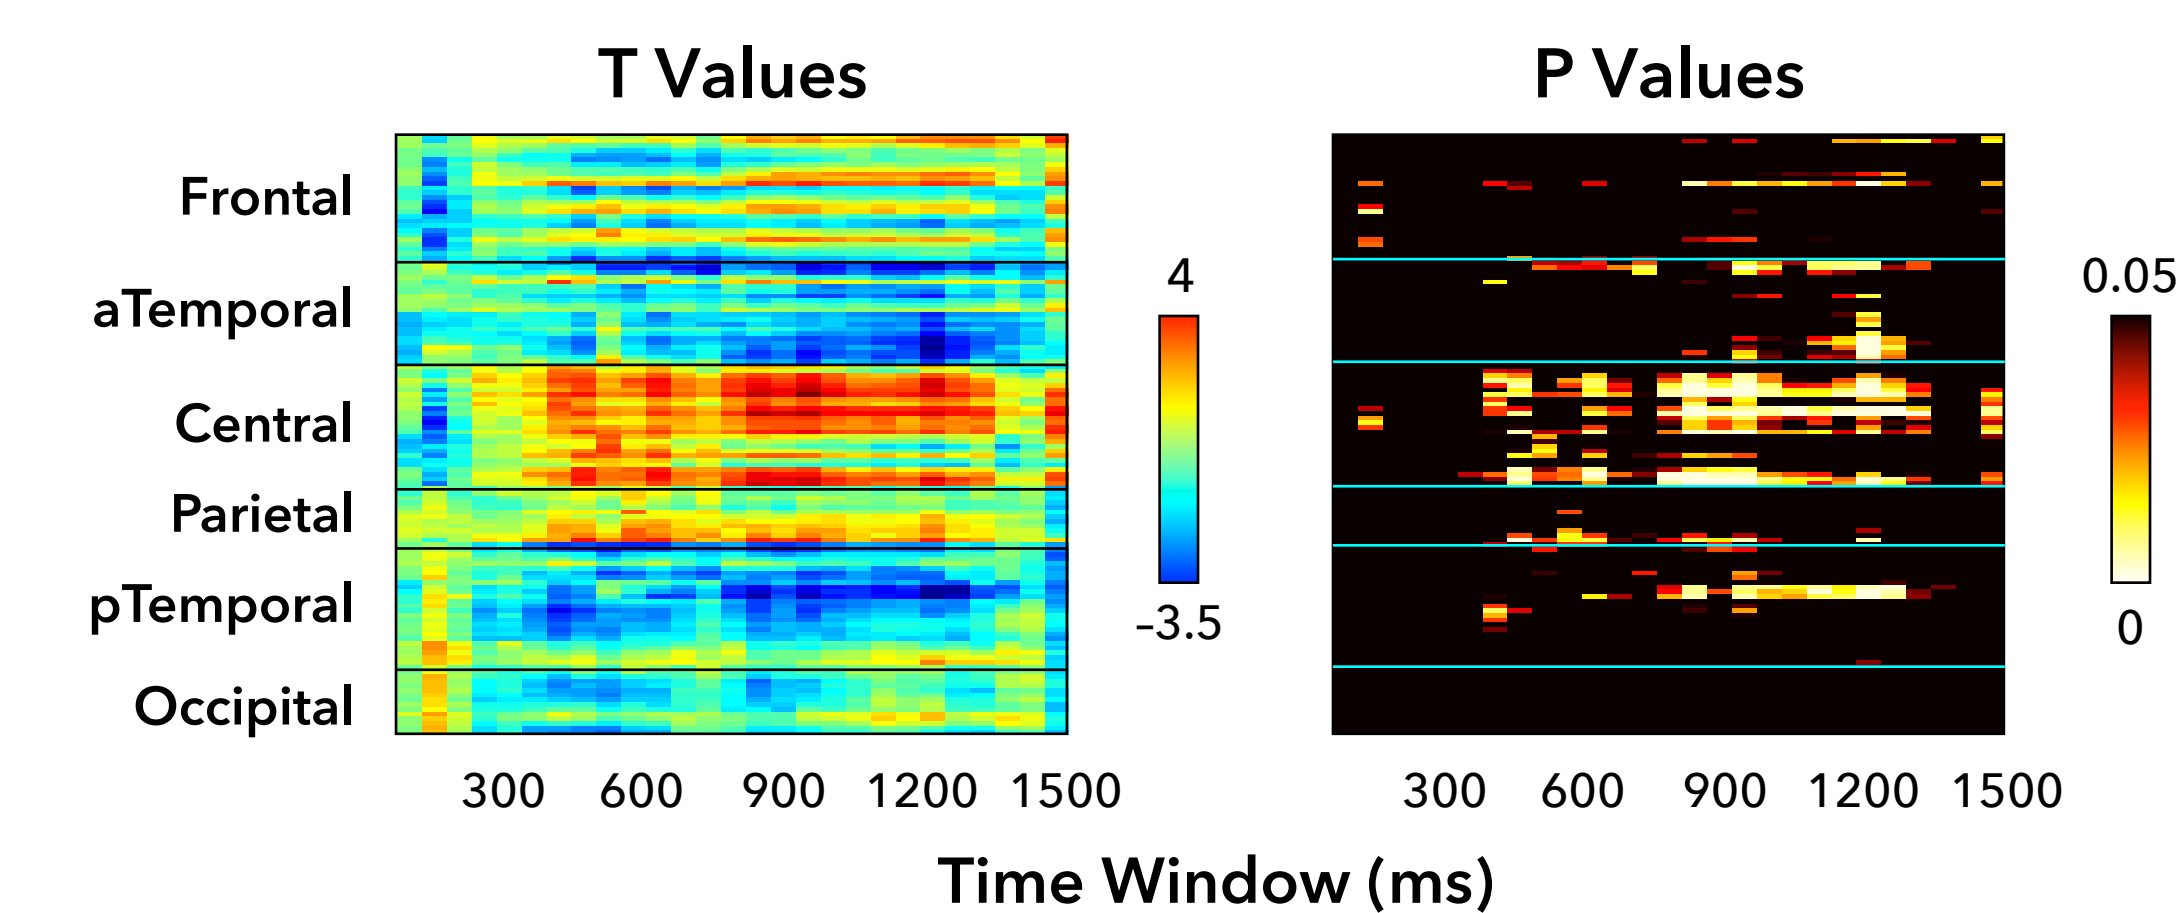 T Values
P Values
Frontal
aTemporal
Central
Parietal
pTemporal
Occipital
4
-3.5
0.05
0
300 600 900 1200 1500
300 600 900 1200 1500
Time Window (ms)